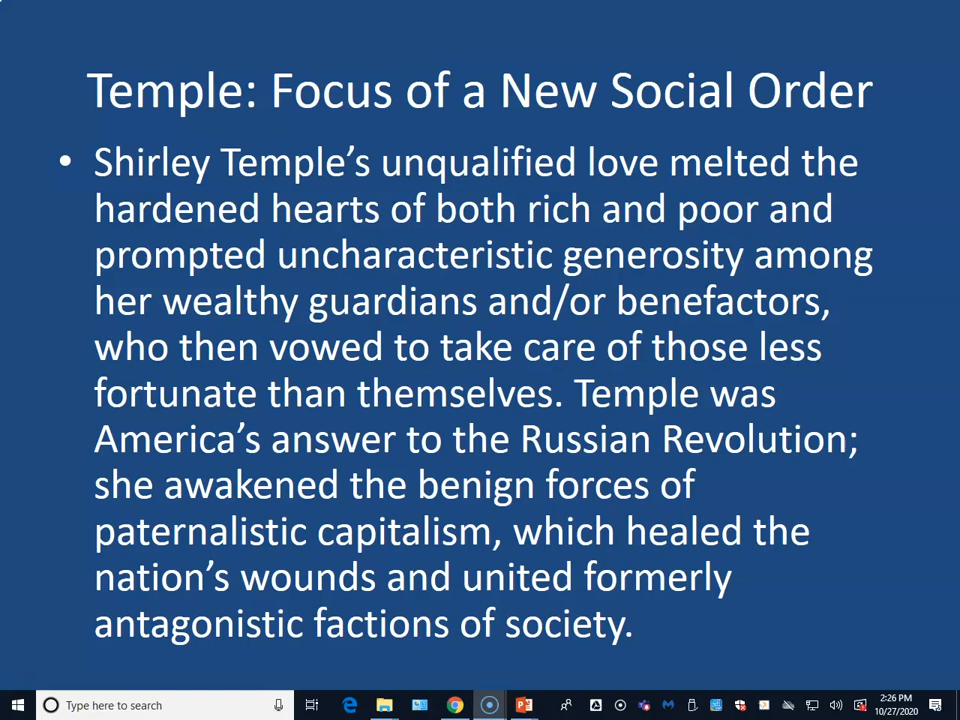 Temple: Focus of a New Social Order
• Shirley Temple’s unqualified love melted the
hardened hearts of both rich and poor and
prompted uncharacteristic generosity among
her wealthy guardians and/or benefactors,
who then vowed to take care of those less
fortunate than themselves. Temple was
America’s answer to the Russian Revolution;
she awakened the benign forces of
paternalistic capitalism, which healed the
nation’s wounds and united formerly
antagonistic factions of society.
Type here to search
2:26 PM
10/27/2020